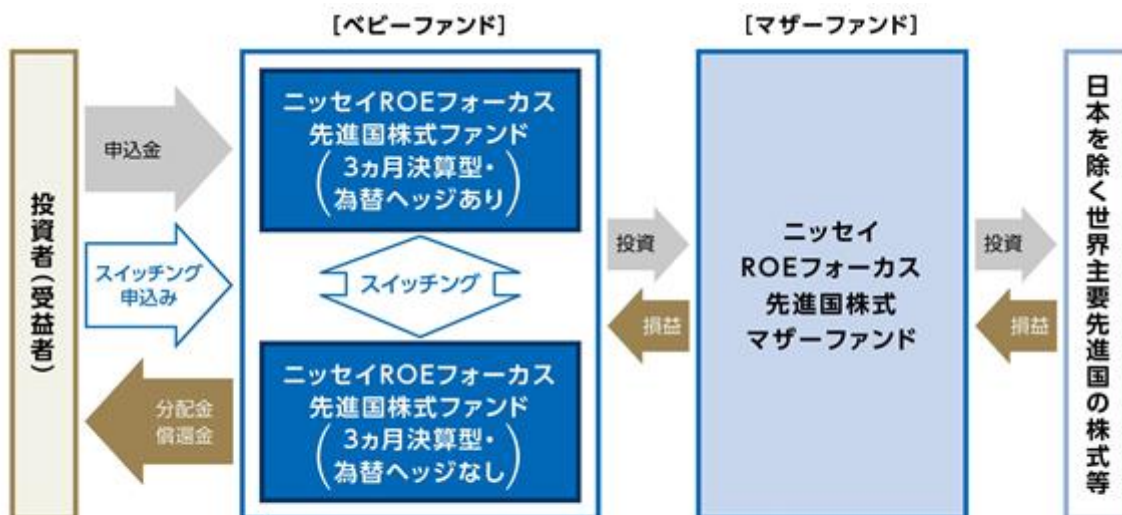 [ベビーファンド]
[マザーファンド]
投資者(受益者)
申込金
スイッチング
申込み
分配金
償還金
ニッセイROEフォーカス
先進国株式ファンド
(3ヵ月決算型・
為替ヘッジあり)
スイッチング
ニッセイROEフォーカス
先進国株式ファンド
(3ヵ月決算型・
為替ヘッジなし)
投資
損益
ニッセイ
ROEフォーカス
先進国株式
マザーファンド
投資
損益
日本を除く世界主要先進国の株式等